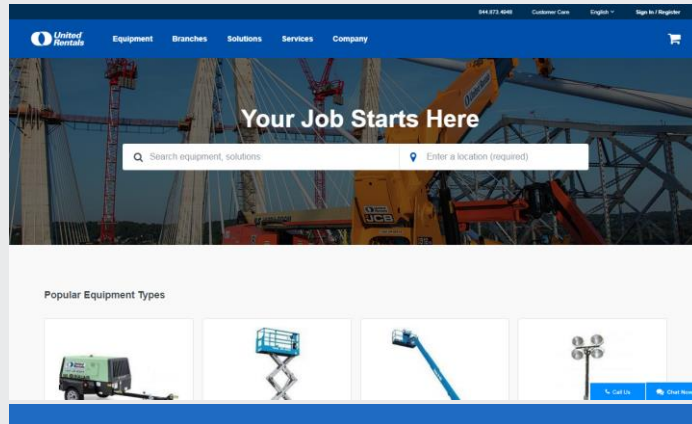 844.873.4948 Customer Care English Sign In / Register
United Rentals Equipment Branches Solutions Services Company
Your Job Starts Here
Search equipment, solutions Enter a location (required)
JCB
Popular Equipment Types
Call Us Chat Now